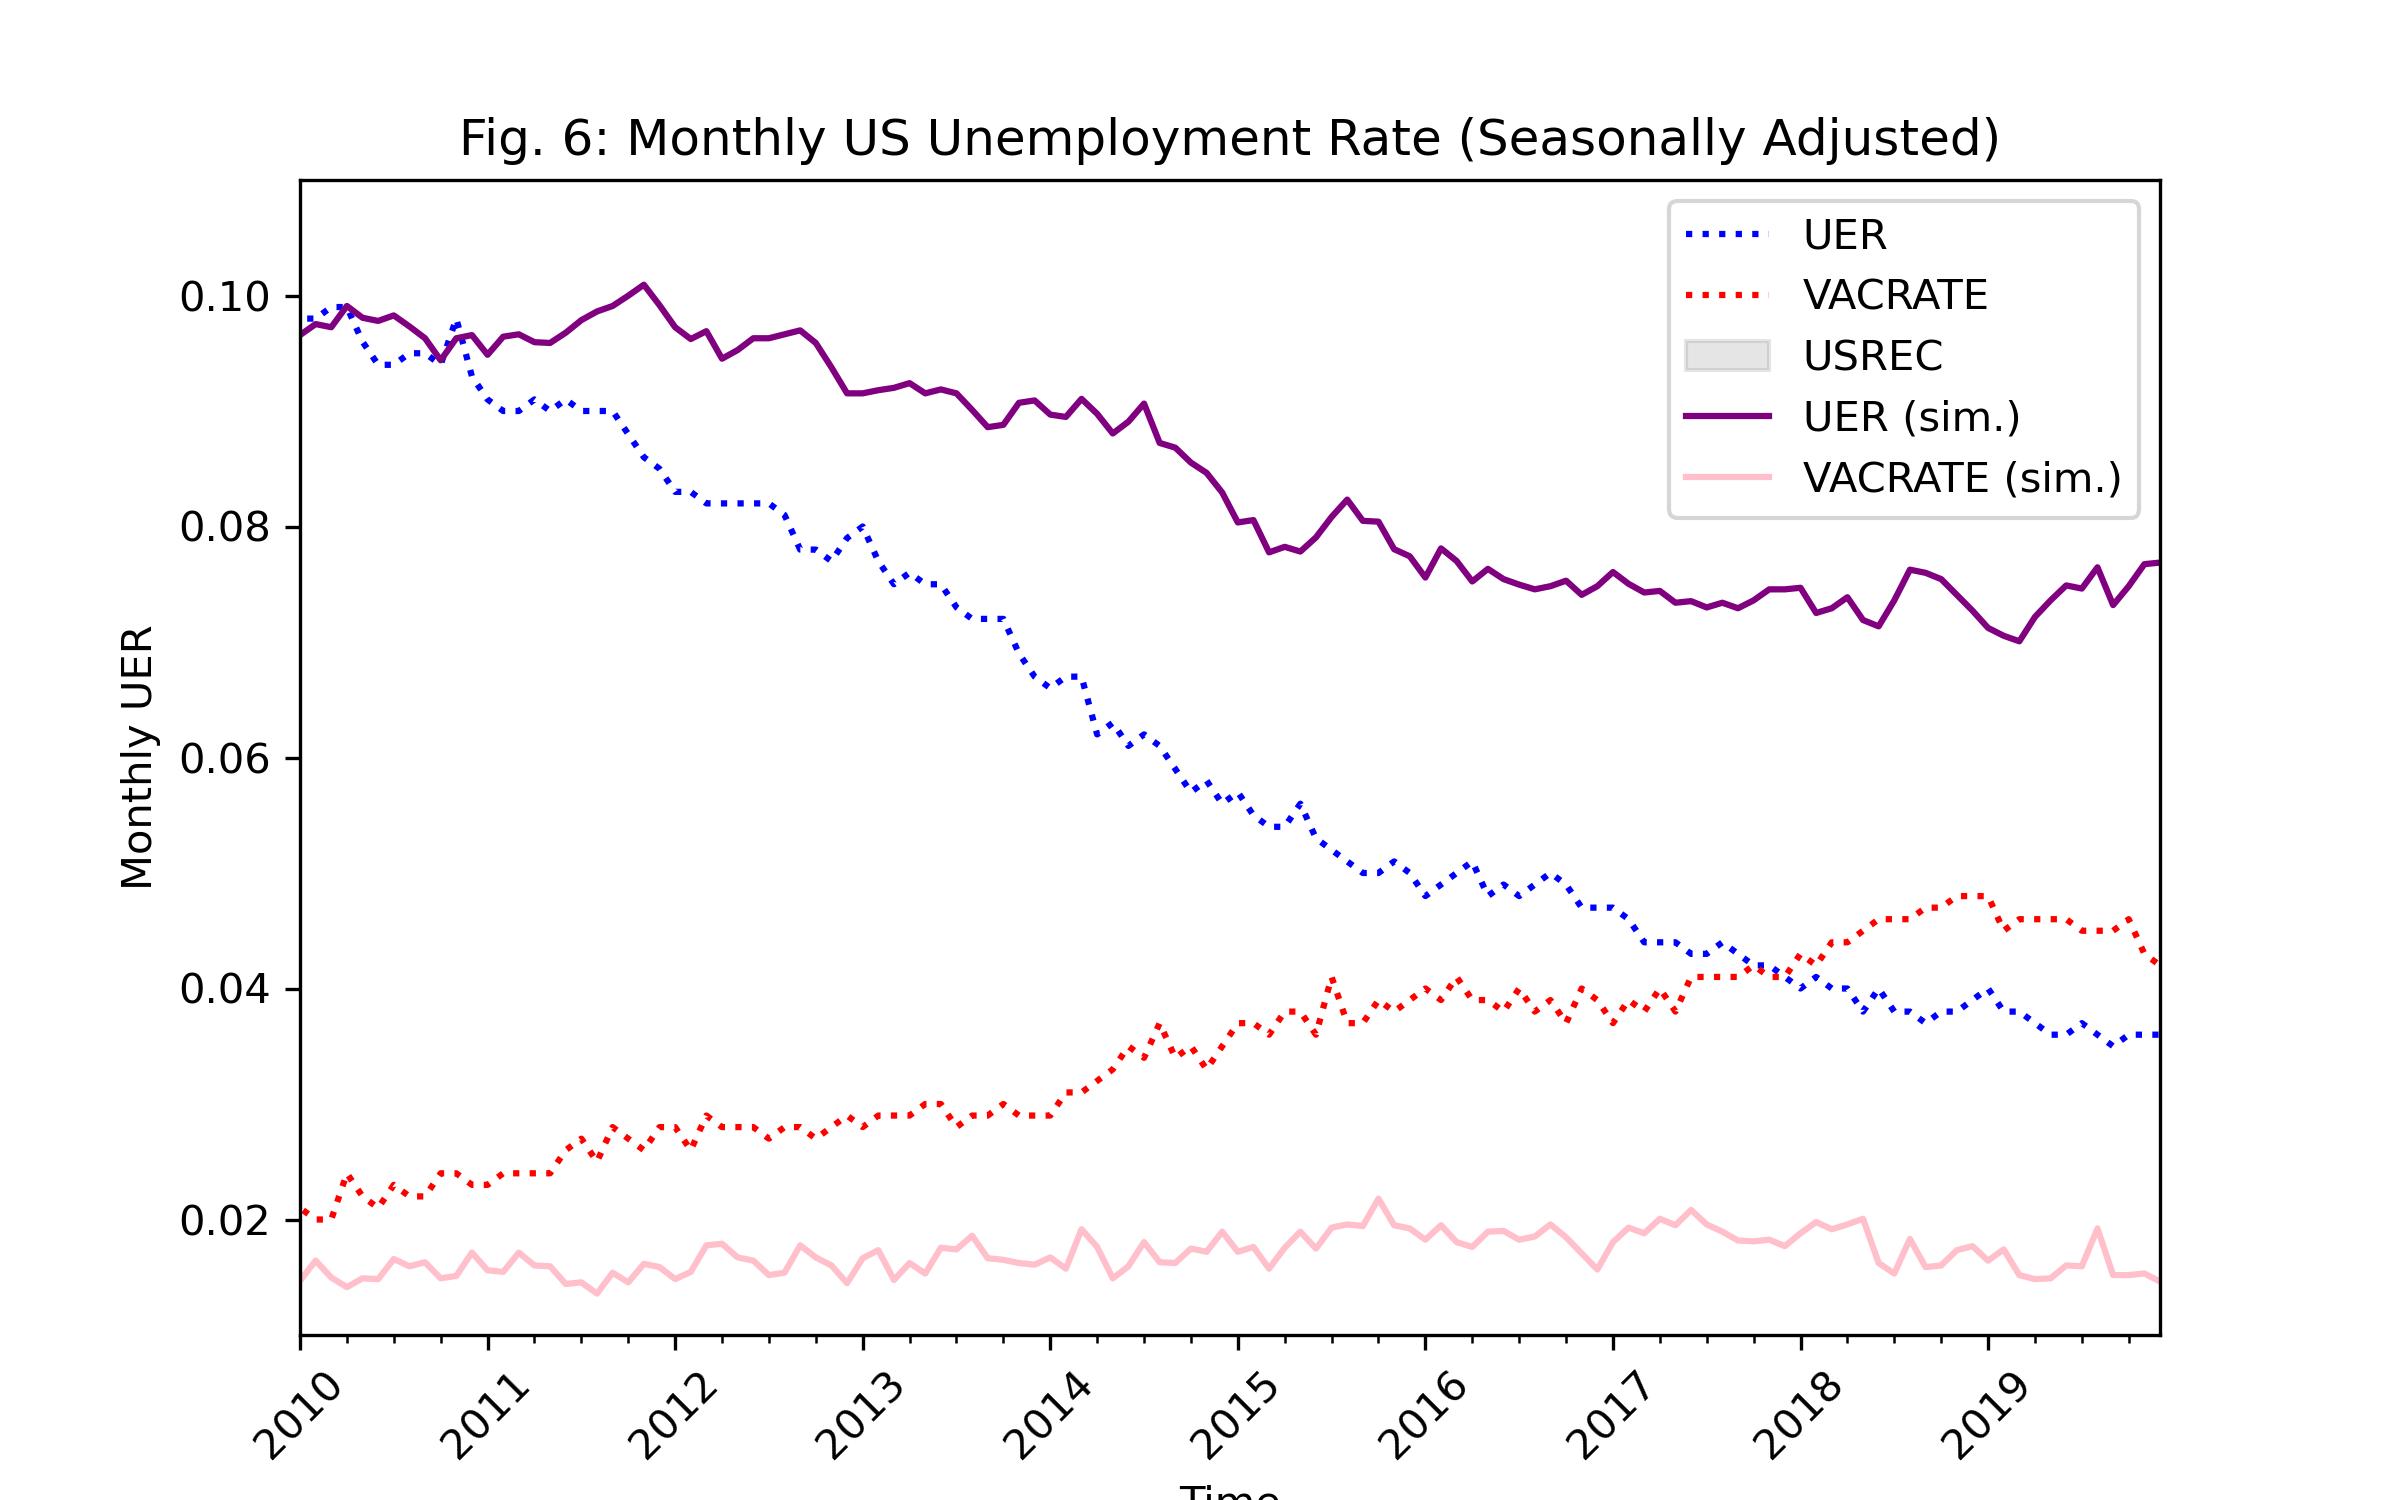 Fig. 6: Monthly US Unemployment Rate (Seasonally Adjusted)
UER
VACRATE
USREC
UER (sim.)
VACRATE (sim.)
0.10
0.08
0.06
0.04
0.02
Monthly UER
2010
2011
2012
2013
2014
2015
2016
2017
2018
2019
Time